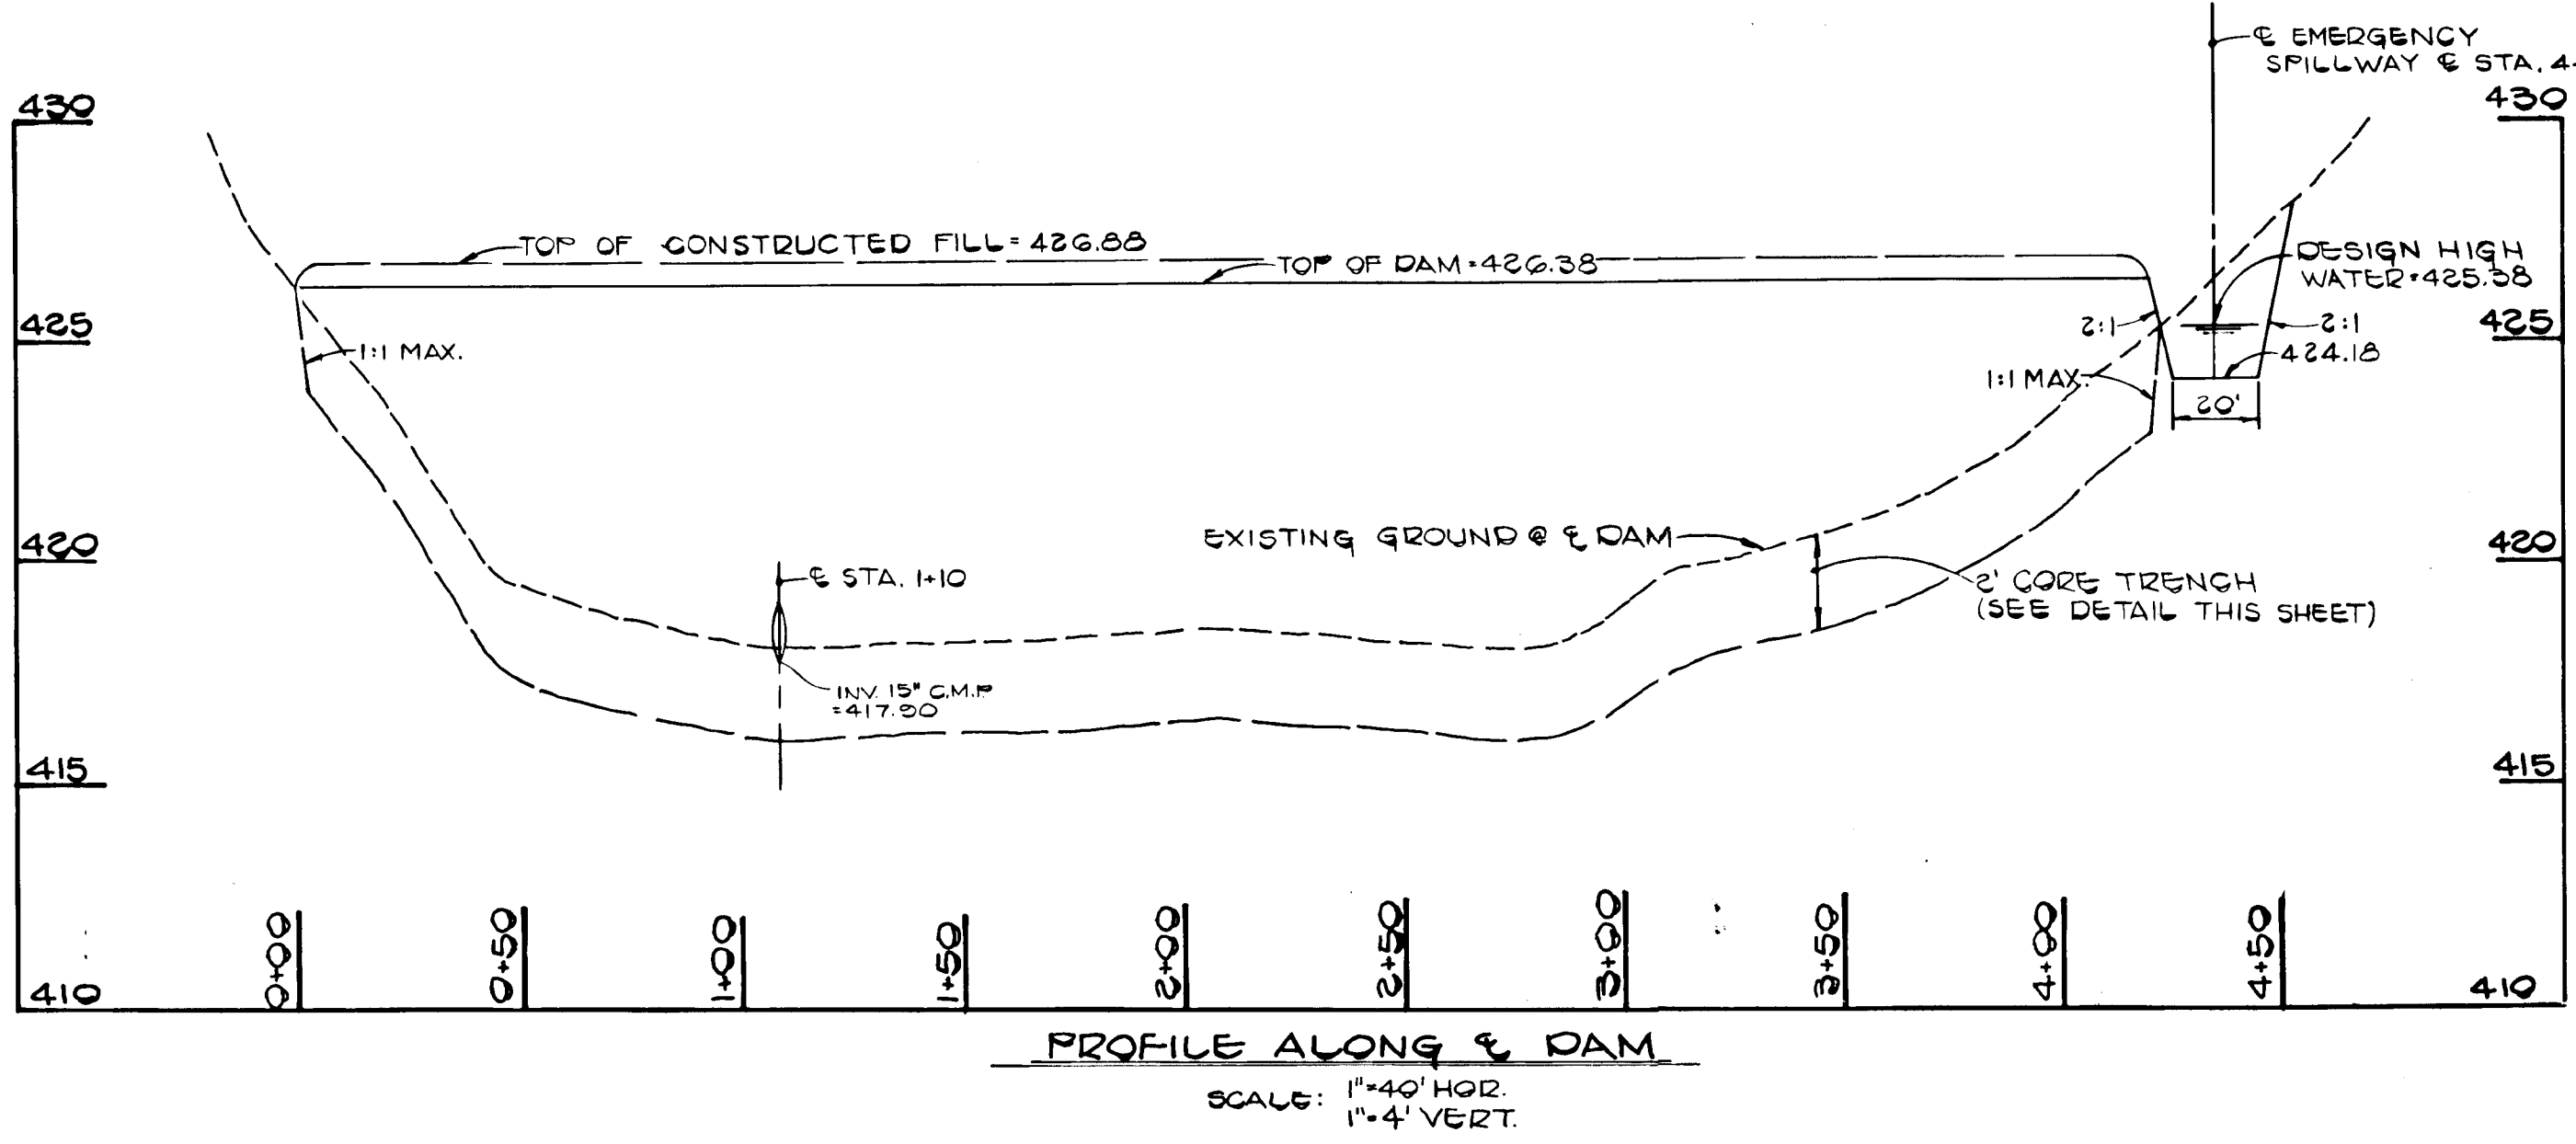 ℄ EMERGENCY
SPILLWAY ℄ STA. 4
430
430
TOP OF CONSTRUCTED FILL = 426.88
TOP OF DAM = 426.38
DESIGN HIGH
WATER = 425.38
425
425
2:1
2:1
1:1 MAX.
424.18
1:1 MAX.
20'
EXISTING GROUND @ ℄ DAM
420
420
℄ STA. 1+10
2' CORE TRENCH
(SEE DETAIL THIS SHEET)
INV. 15" C.M.P
=417.90
415
415
0+00
0+50
1+00
1+50
2+00
2+50
3+00
3+50
4+00
4+50
410
410
PROFILE ALONG ℄ DAM
SCALE: 1"=40' HOR.
1"=4' VERT.